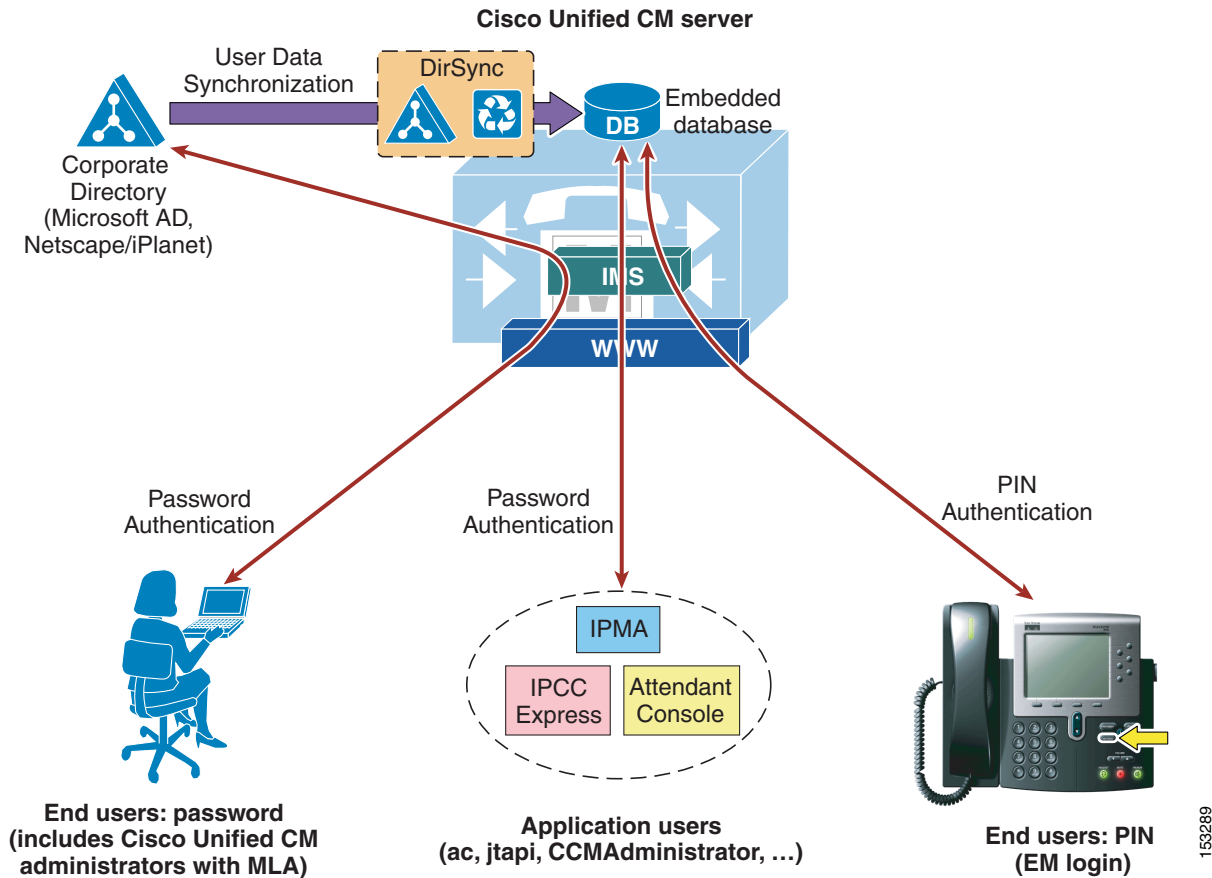 Cisco Unified CM server
User Data
Synchronization
DirSync
DB
Embedded
database
Corporate
Directory
(Microsoft AD,
Netscape/iPlanet)
IMS
WWW
Password
Authentication
Password
Authentication
PIN
Authentication
IPMA
IPCC
Express
Attendant
Console
End users: password
(includes Cisco Unified CM
administrators with MLA)
Application users
(ac, jtapi, CCMAdministrator, …)
End users: PIN
(EM login)
153289